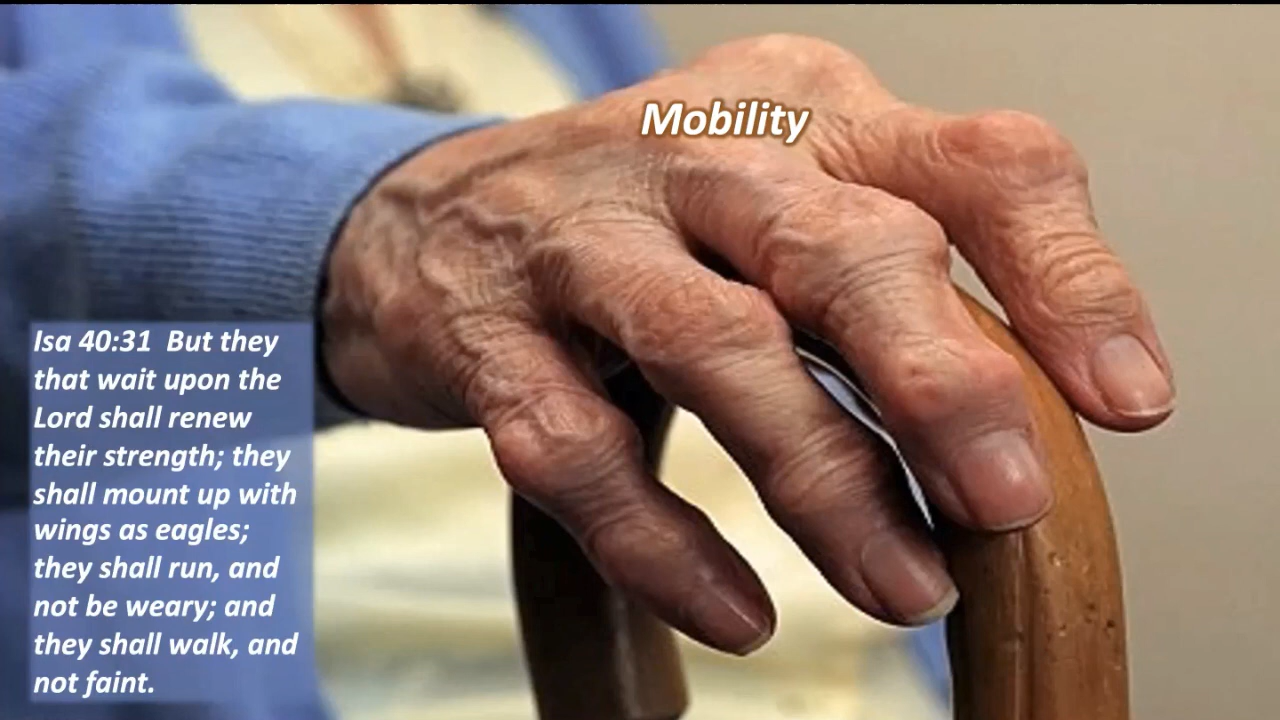 Mobility
Isa 40:31  But they
that wait upon the
Lord shall renew
their strength; they
shall mount up with
wings as eagles;
they shall run, and
not be weary; and
they shall walk, and
not faint.